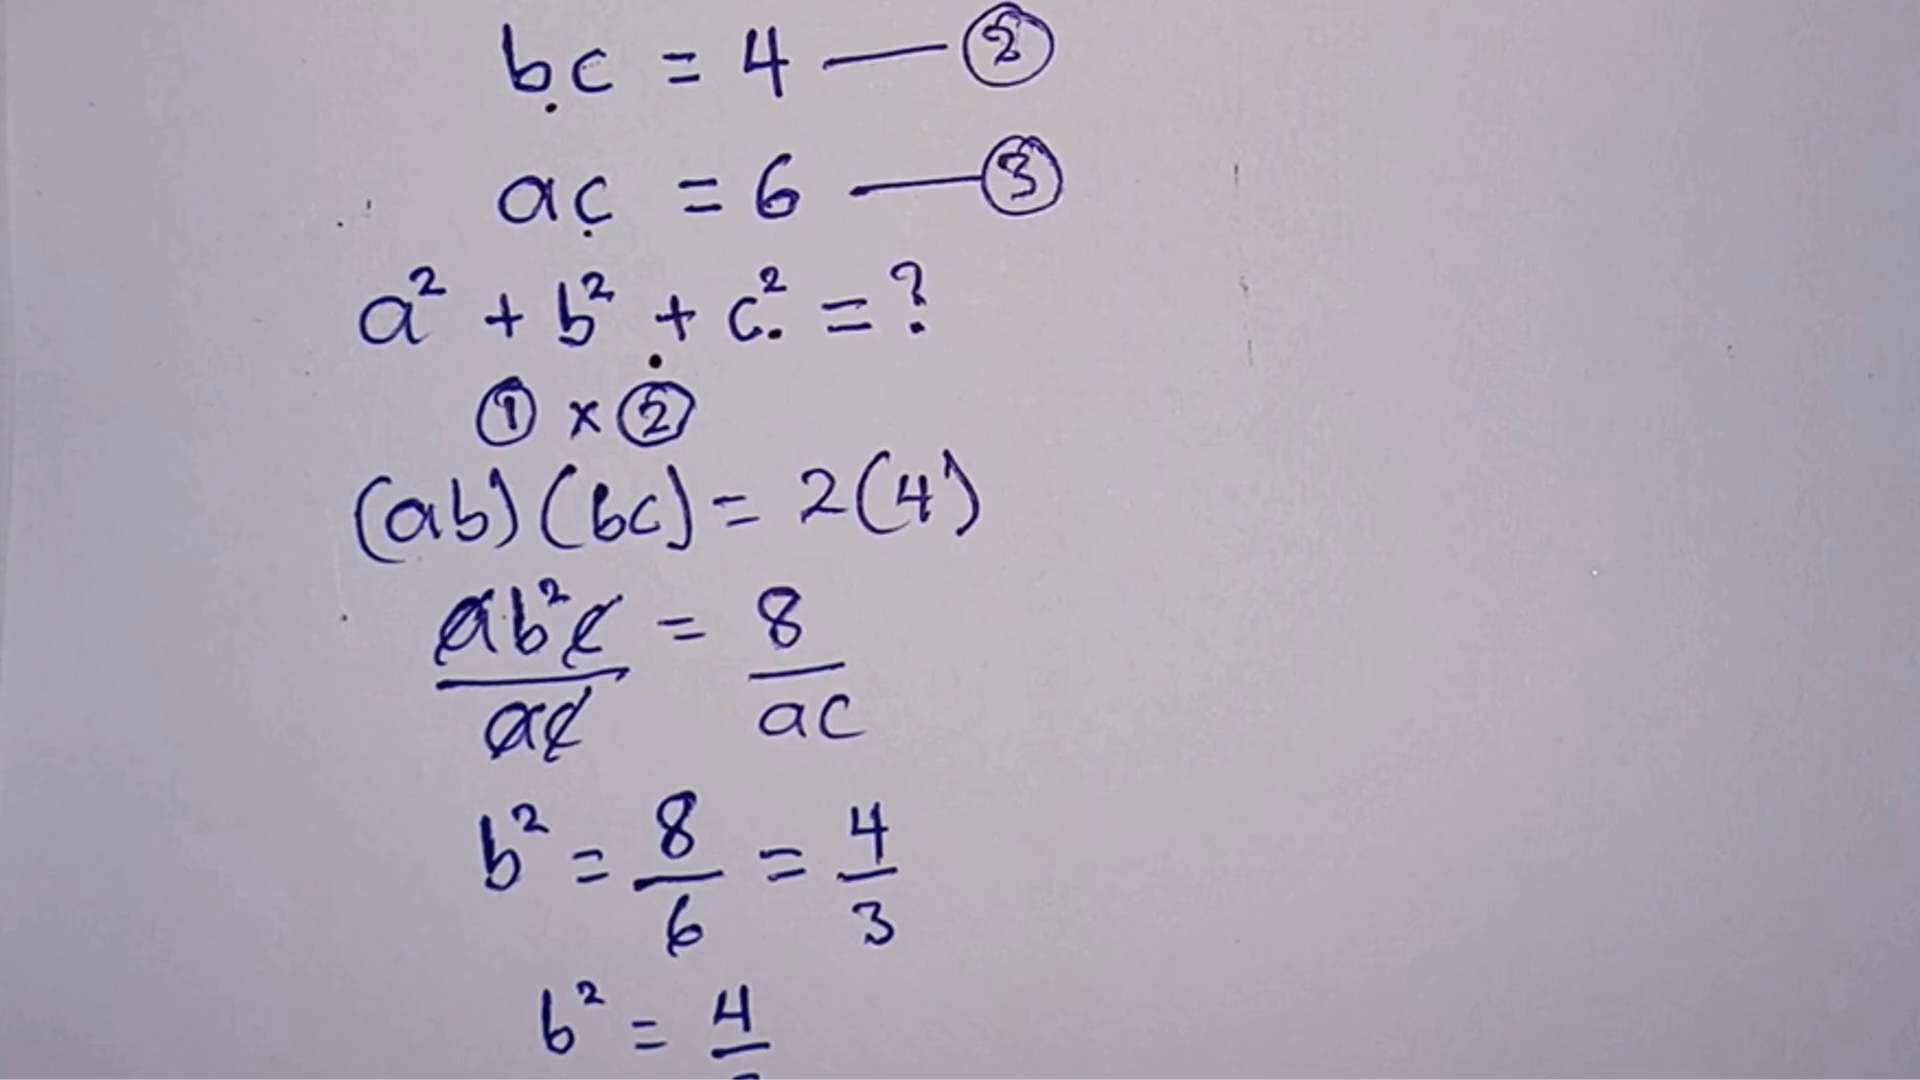 bc = 4 — ②
ac = 6 — ③
a² + b² + c² = ?
① × ②
(ab)(bc) = 2(4)
ab²c/ac = 8/ac
b² = 8/6 = 4/3
b² = 4